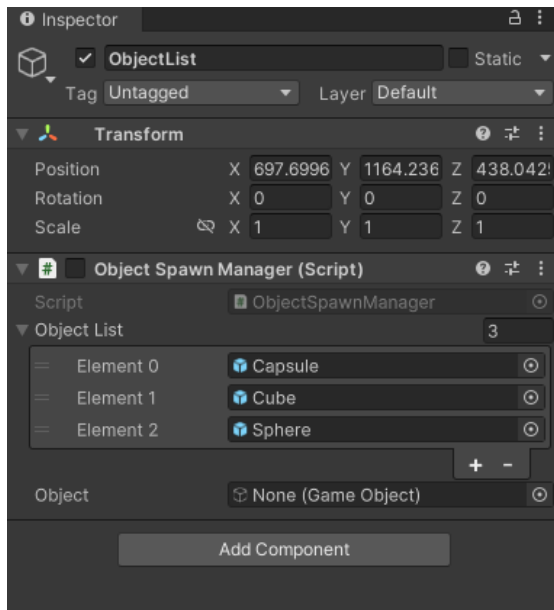 Inspector
ObjectList Static
Tag Untagged Layer Default
Transform
Position X 697.6996 Y 1164.236 Z 438.042
Rotation X 0 Y 0 Z 0
Scale X 1 Y 1 Z 1
# Object Spawn Manager (Script)
Script # ObjectSpawnManager
Object List 3
Element 0 Capsule
Element 1 Cube
Element 2 Sphere
+ -
Object None (Game Object)
Add Component